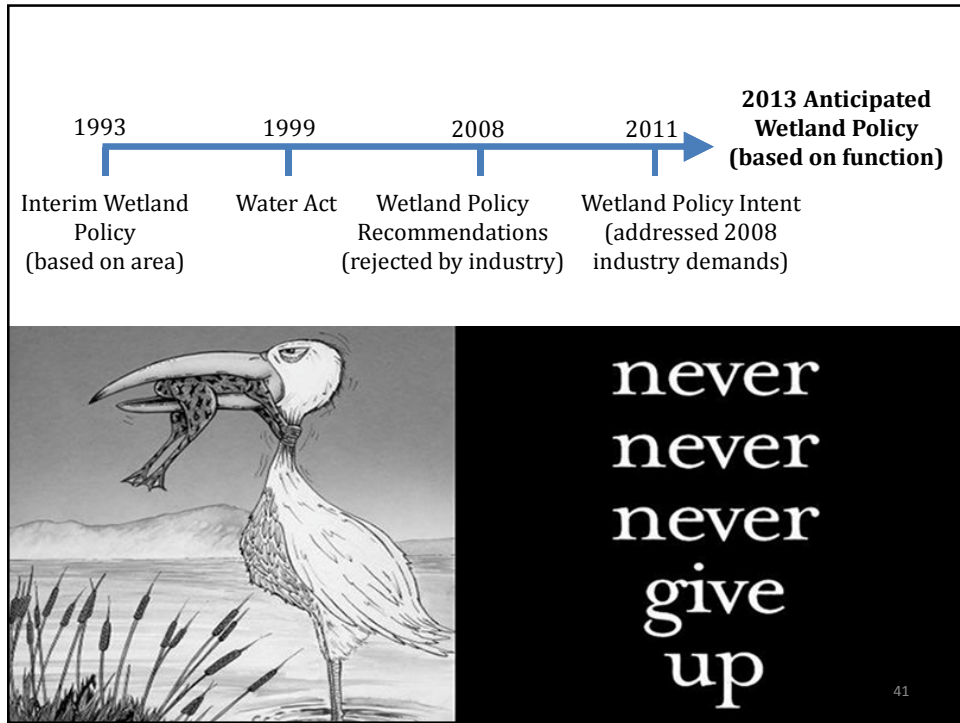 1993
1999
2008
2011
2013 Anticipated
Wetland Policy
(based on function)
Interim Wetland
Policy
(based on area)
Water Act
Wetland Policy
Recommendations
(rejected by industry)
Wetland Policy Intent
(addressed 2008
industry demands)
never
never
never
give
up
41